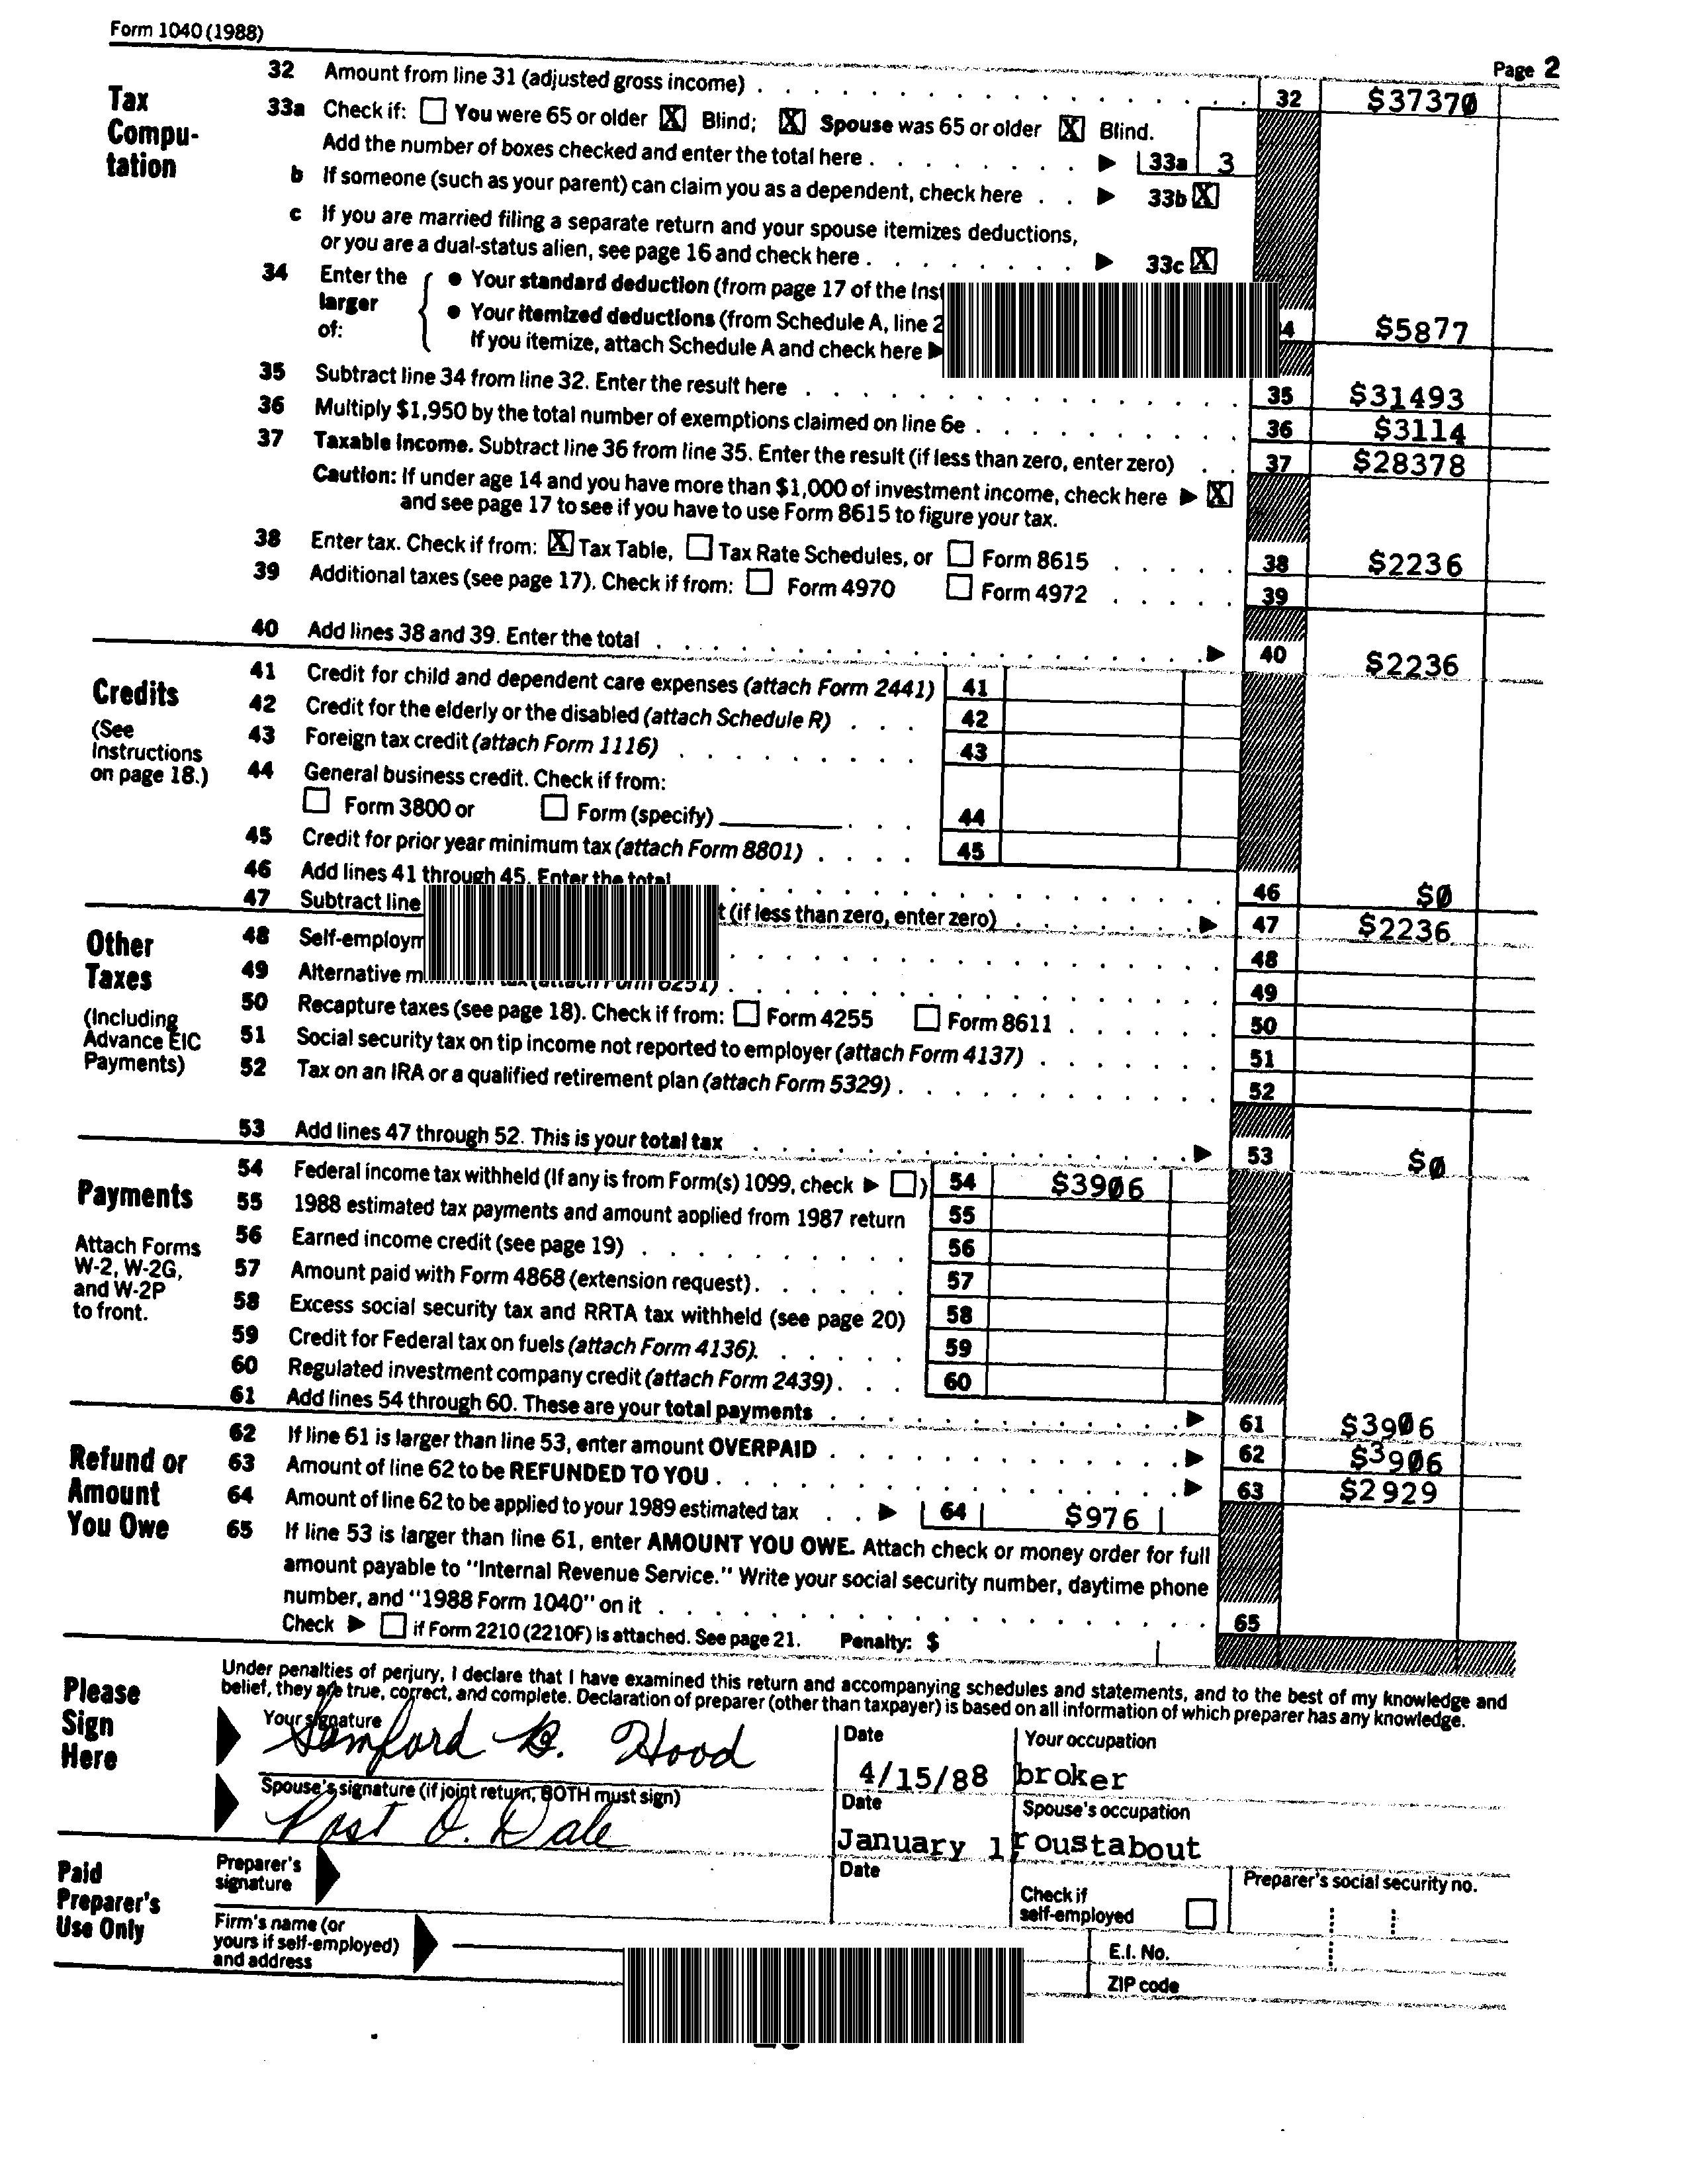 Form 1040 (1988)
Page 2
Tax Compu-tation
32 Amount from line 31 (adjusted gross income) 32 $37370
33a Check if: You were 65 or older X Blind; X Spouse was 65 or older X Blind.
Add the number of boxes checked and enter the total here 33a 3
b If someone (such as your parent) can claim you as a dependent, check here 33b X
c If you are married filing a separate return and your spouse itemizes deductions,
or you are a dual-status alien, see page 16 and check here 33c X
34 Enter the larger of: • Your standard deduction (from page 17 of the
• Your itemized deductions (from Schedule A, line
If you itemize, attach Schedule A and check here $5877
35 Subtract line 34 from line 32. Enter the result here 35 $31493
36 Multiply $1,950 by the total number of exemptions claimed on line 6e 36 $3114
37 Taxable income. Subtract line 36 from line 35. Enter the result (if less than zero, enter zero) 37 $28378
Caution: If under age 14 and you have more than $1,000 of investment income, check here X
and see page 17 to see if you have to use Form 8615 to figure your tax.
38 Enter tax. Check if from: X Tax Table, Tax Rate Schedules, or Form 8615 38 $2236
39 Additional taxes (see page 17). Check if from: Form 4970 Form 4972 39
40 Add lines 38 and 39. Enter the total 40 $2236
Credits
(See Instructions on page 18.)
41 Credit for child and dependent care expenses (attach Form 2441) 41
42 Credit for the elderly or the disabled (attach Schedule R) 42
43 Foreign tax credit (attach Form 1116) 43
44 General business credit. Check if from:
Form 3800 or Form (specify) 44
45 Credit for prior year minimum tax (attach Form 8801) 45
46 Add lines 41 through 45. Enter the total 46 $0
47 Subtract line (if less than zero, enter zero) 47 $2236
Other Taxes
(Including Advance EIC Payments)
48 48
49 Alternative 49
50 Recapture taxes (see page 18). Check if from: Form 4255 Form 8611 50
51 Social security tax on tip income not reported to employer (attach Form 4137) 51
52 Tax on an IRA or a qualified retirement plan (attach Form 5329) 52
53 Add lines 47 through 52. This is your total tax 53 $0
Payments
Attach Forms W-2, W-2G, and W-2P to front.
54 Federal income tax withheld (If any is from Form(s) 1099, check ) 54 $3906
55 1988 estimated tax payments and amount applied from 1987 return 55
56 Earned income credit (see page 19) 56
57 Amount paid with Form 4868 (extension request) 57
58 Excess social security tax and RRTA tax withheld (see page 20) 58
59 Credit for Federal tax on fuels (attach Form 4136) 59
60 Regulated investment company credit (attach Form 2439) 60
61 Add lines 54 through 60. These are your total payments 61 $3906
Refund or Amount You Owe
62 If line 61 is larger than line 53, enter amount OVERPAID 62 $3906
63 Amount of line 62 to be REFUNDED TO YOU 63 $2929
64 Amount of line 62 to be applied to your 1989 estimated tax 64 $976
65 If line 53 is larger than line 61, enter AMOUNT YOU OWE. Attach check or money order for full
amount payable to "Internal Revenue Service." Write your social security number, daytime phone
number, and "1988 Form 1040" on it 65
Check if Form 2210 (2210F) is attached. See page 21. Penalty: $
Please Sign Here
Under penalties of perjury, I declare that I have examined this return and accompanying schedules and statements, and to the best of my knowledge and
belief, they are true, correct, and complete. Declaration of preparer (other than taxpayer) is based on all information of which preparer has any knowledge.
Your signature Date Your occupation
Samford B. Hood 4/15/88 broker
Spouse's signature (if joint return, BOTH must sign) Date Spouse's occupation
Post O. Dale January 1, roustabout
Paid Preparer's Use Only
Preparer's signature Date Check if self-employed Preparer's social security no.
Firm's name (or yours if self-employed) and address E.I. No.
ZIP code